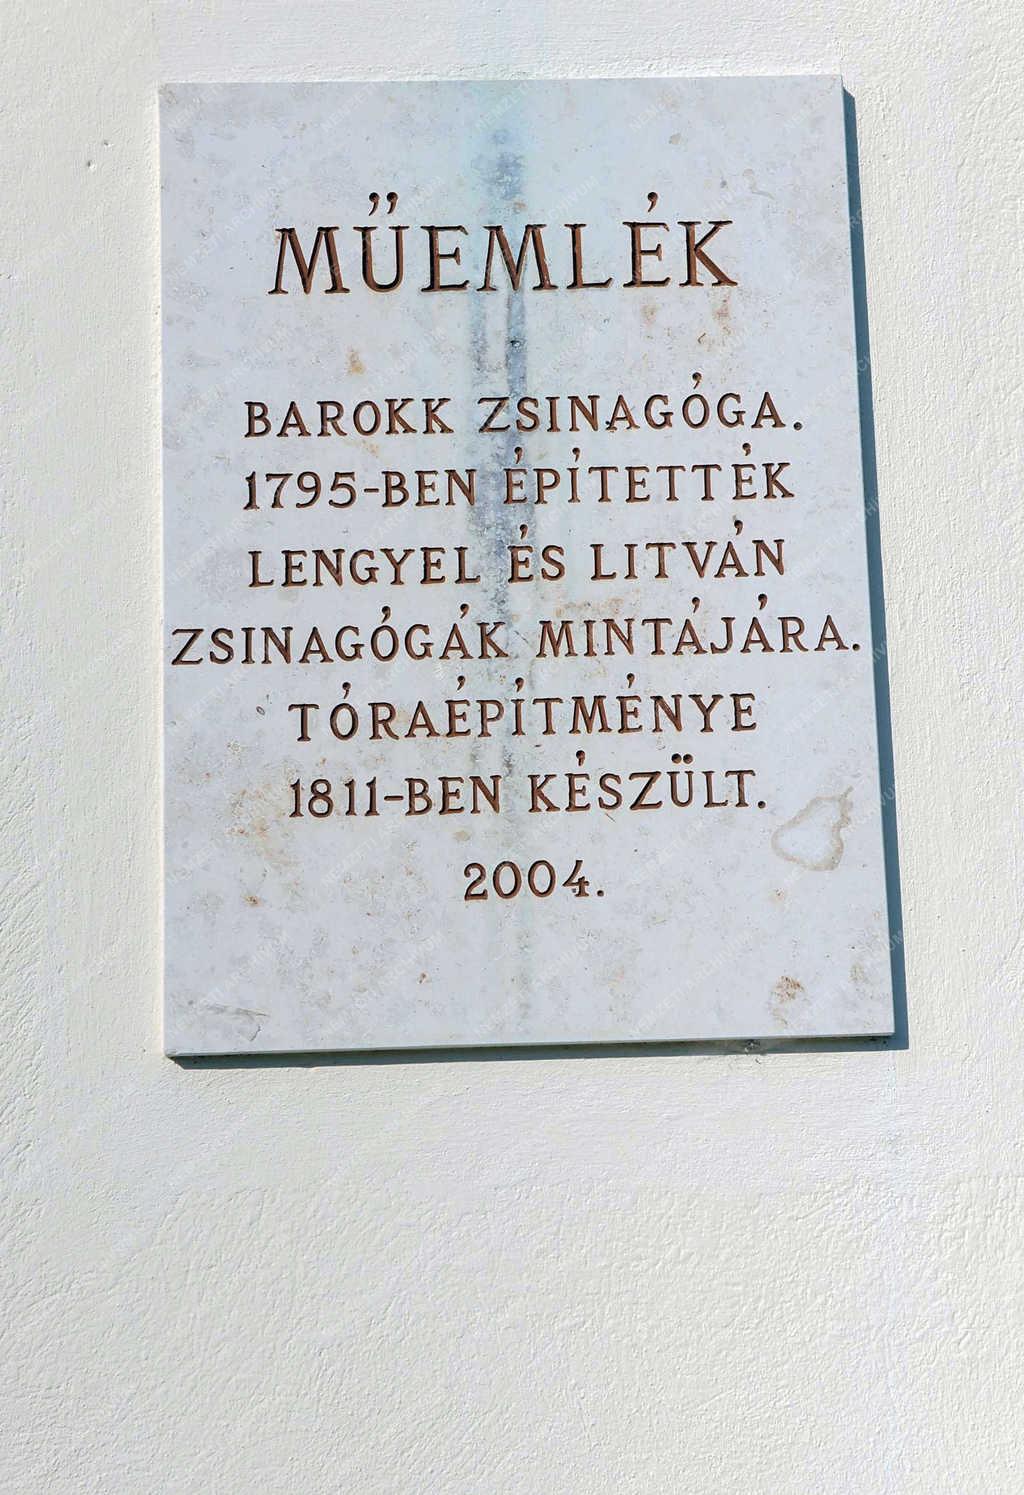 MŰEMLÉK
BAROKK ZSINAGÓGA.
1795-BEN ÉPÍTETTÉK
LENGYEL ÉS LITVÁN
ZSINAGÓGÁK MINTÁJÁRA.
TÓRAÉPÍTMÉNYE
1811-BEN KÉSZÜLT.
2004.